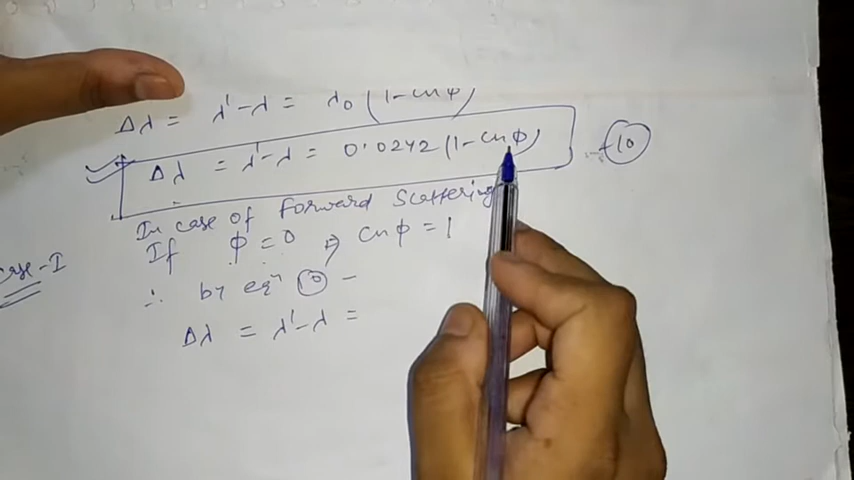 Δλ = λ' - λ = λ₀ (1 - cosφ)
Δλ = λ' - λ = 0.0242 (1 - cosφ) - (10)
In case of Forward Scattering
Case-I If φ = 0 ⇒ cosφ = 1
∴ by eqⁿ (10) -
Δλ = λ' - λ =